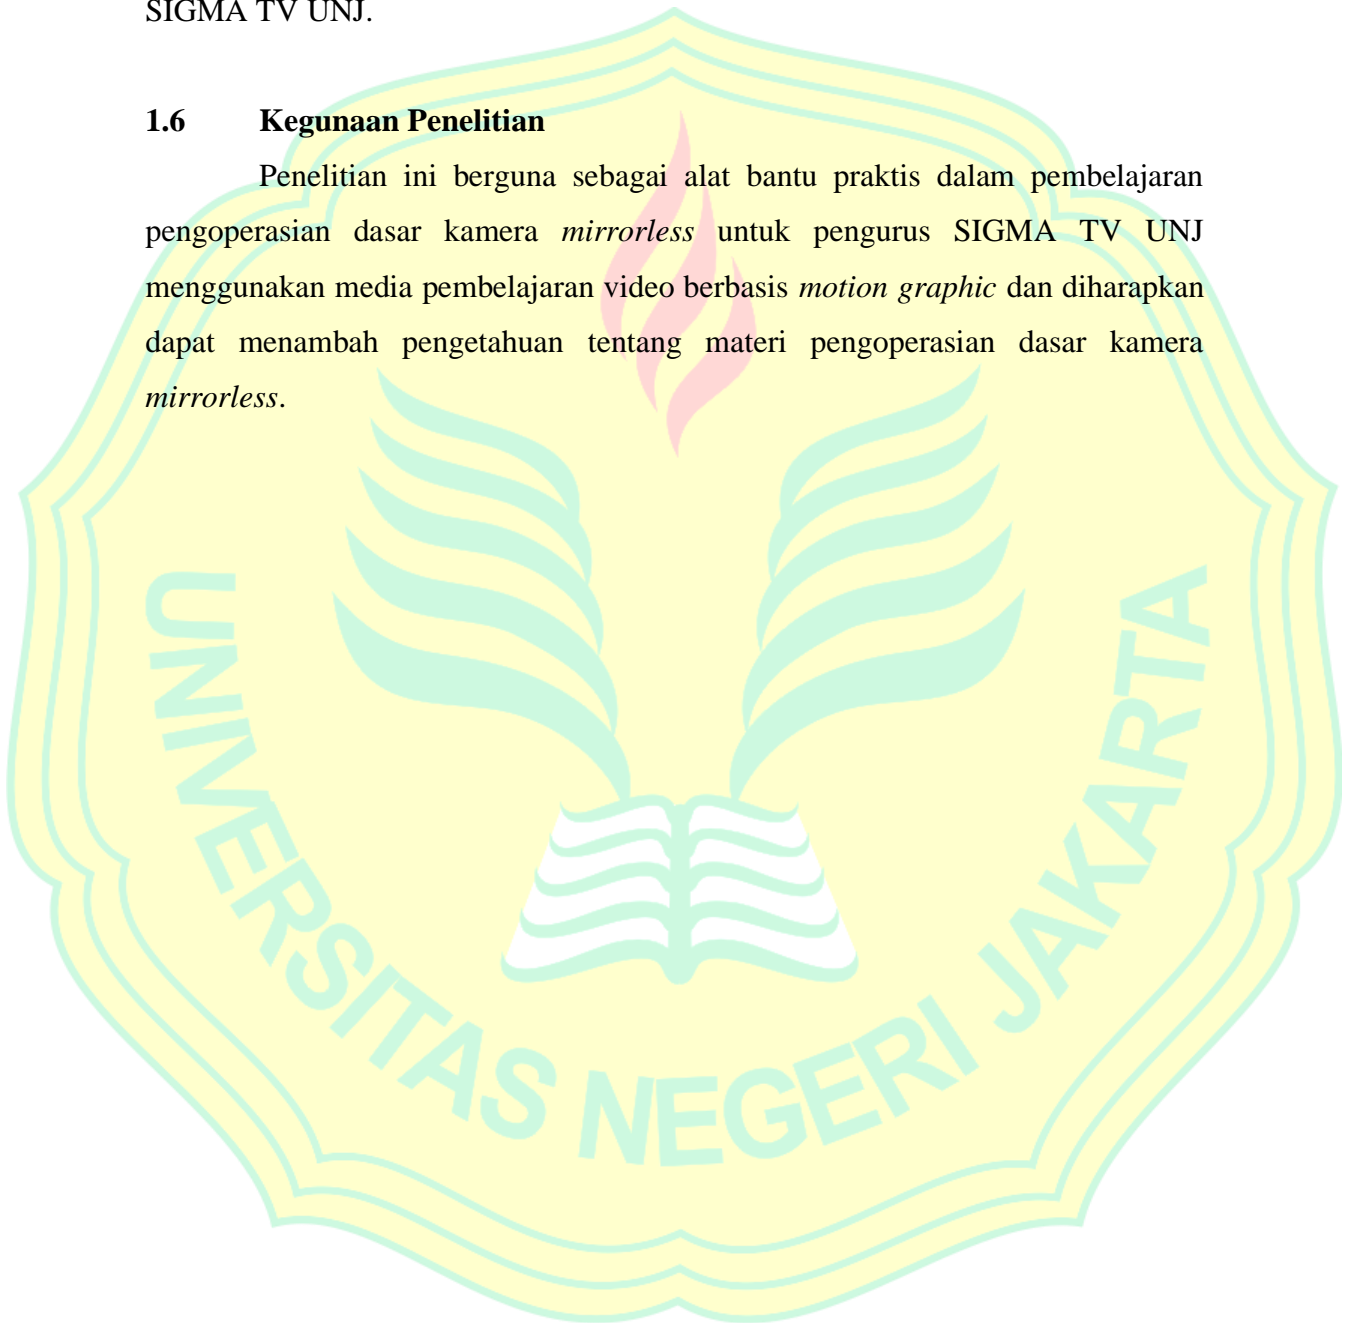 SIGMA TV UNJ.
1.6 Kegunaan Penelitian
Penelitian ini berguna sebagai alat bantu praktis dalam pembelajaran
pengoperasian dasar kamera mirrorless untuk pengurus SIGMA TV UNJ
menggunakan media pembelajaran video berbasis motion graphic dan diharapkan
dapat menambah pengetahuan tentang materi pengoperasian dasar kamera
mirrorless.
UNIVERSITAS NEGERI JAKARTA